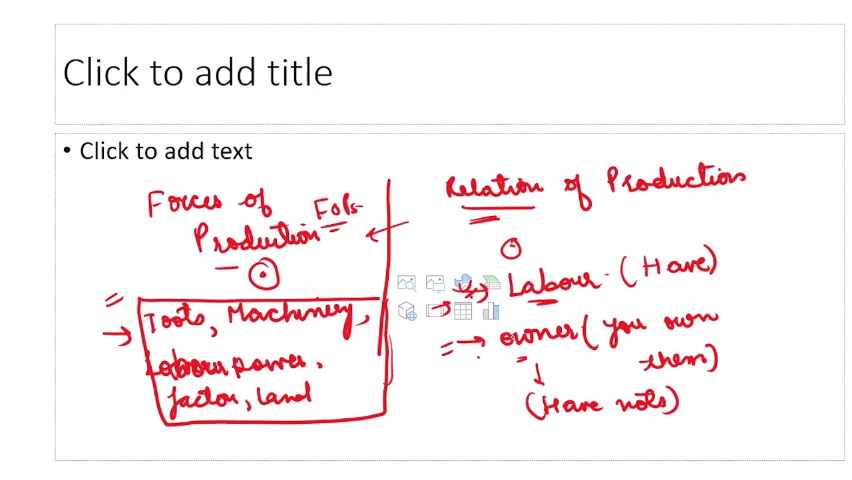 Click to add title
• Click to add text
Forces of
Production FOPs
Tools, Machinery,
Labour power,
factor, Land
Relation of Production
Labour (Have)
owner (you own
them)
(Have nots)